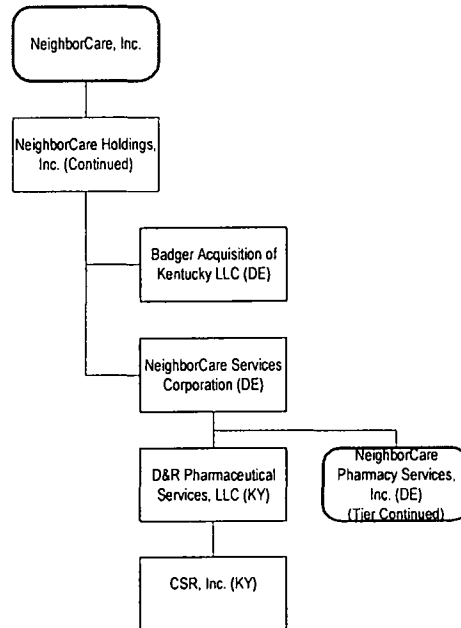 NeighborCare, Inc.
NeighborCare Holdings,
Inc. (Continued)
Badger Acquisition of
Kentucky LLC (DE)
NeighborCare Services
Corporation (DE)
D&R Pharmaceutical
Services, LLC (KY)
NeighborCare
Pharmacy Services,
Inc. (DE)
(Tier Continued)
CSR, Inc. (KY)